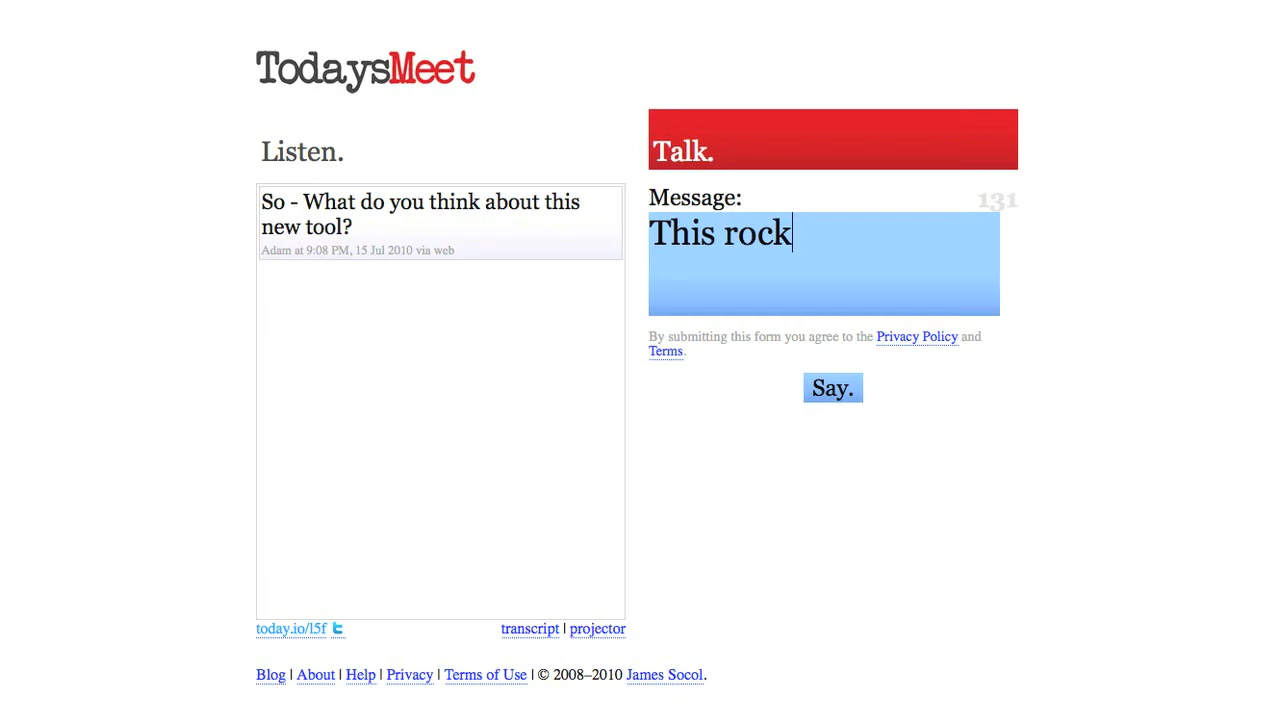 TodaysMeet
Listen.
So - What do you think about this
new tool?
Adam at 9:08 PM, 15 Jul 2010 via web
today.io/l5f
transcript | projector
Talk.
Message:
131
This rock
By submitting this form you agree to the Privacy Policy and
Terms.
Say.
Blog | About | Help | Privacy | Terms of Use | © 2008–2010 James Socol.